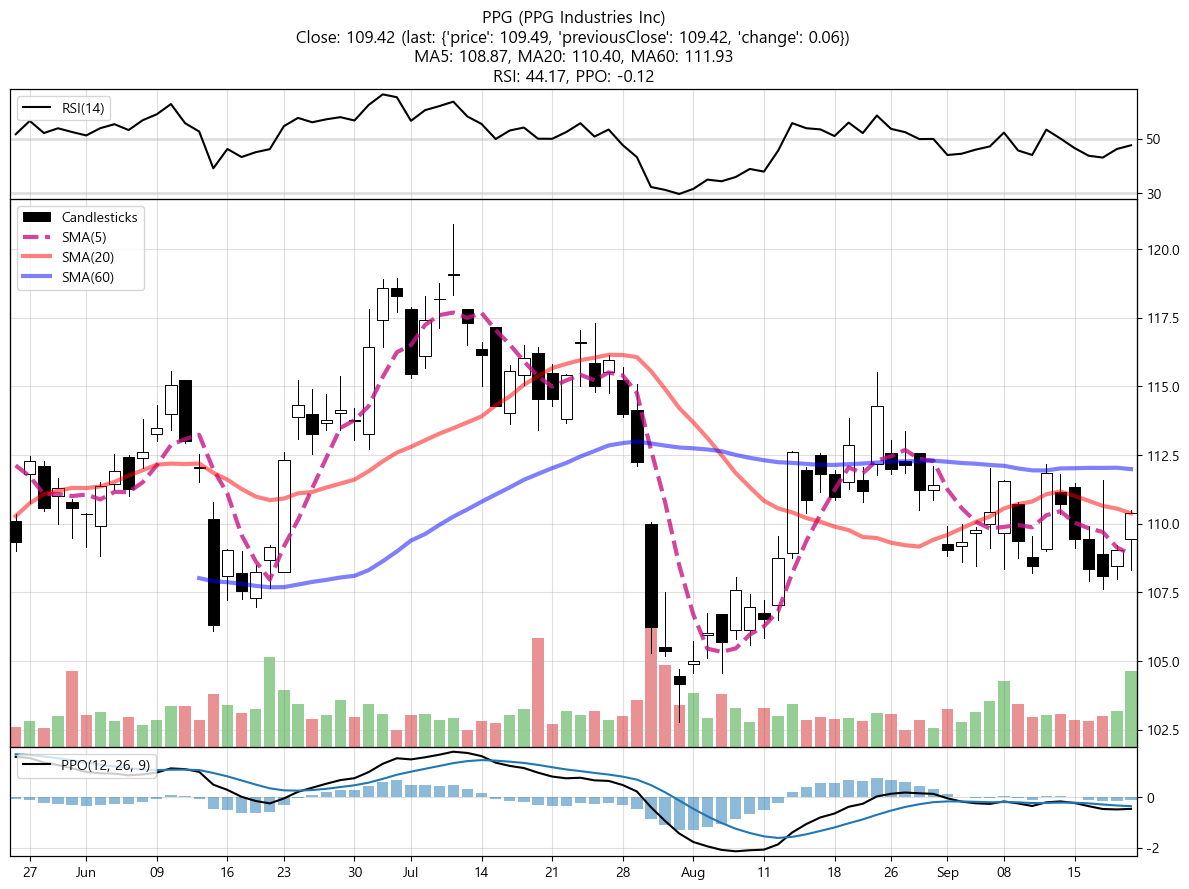 PPG (PPG Industries Inc)
Close: 109.42 (last: {'price': 109.49, 'previousClose': 109.42, 'change': 0.06})
MA5: 108.87, MA20: 110.40, MA60: 111.93
RSI: 44.17, PPO: -0.12
RSI(14)
50
30
Candlesticks
SMA(5)
SMA(20)
SMA(60)
120.0
117.5
115.0
112.5
110.0
107.5
105.0
102.5
PPO(12, 26, 9)
0
-2
27 Jun 09 16 23 30 Jul 14 21 28 Aug 11 18 26 Sep 08 15